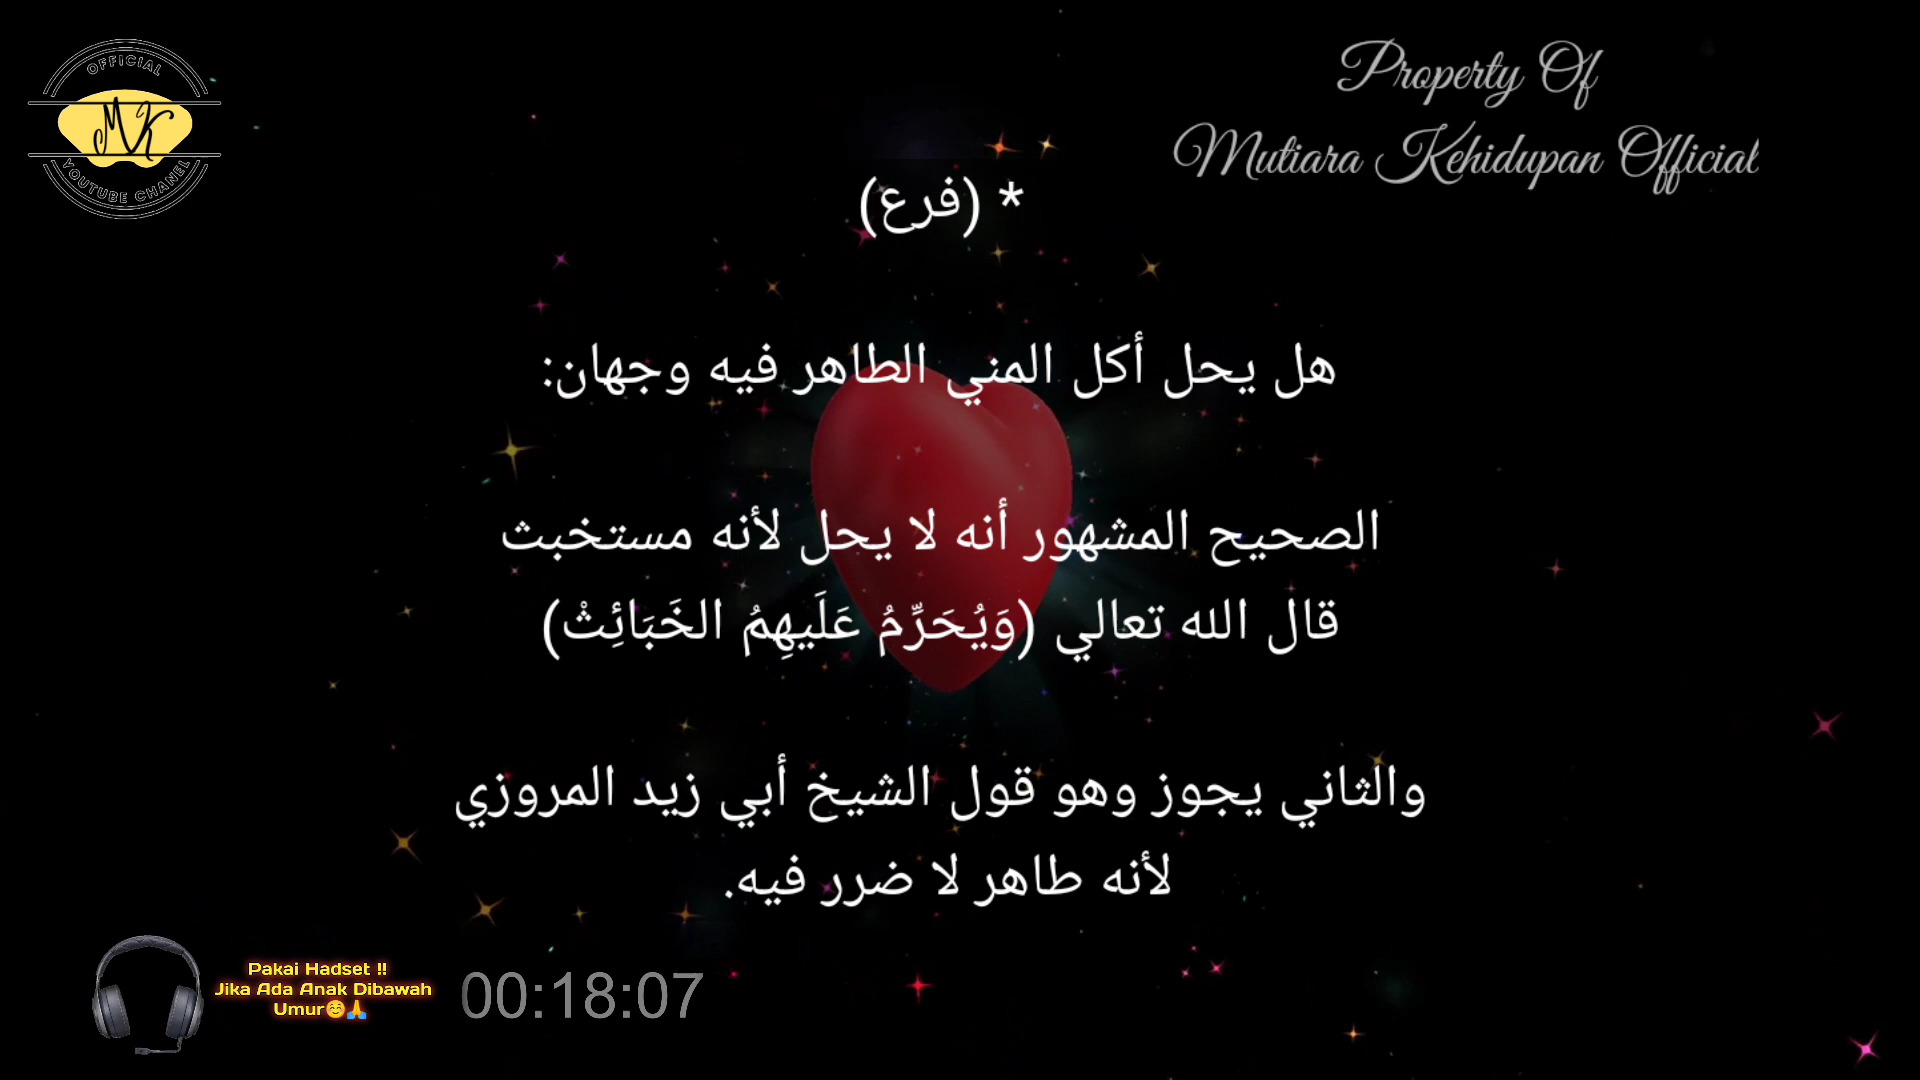 OFFICIAL
MK
YOUTUBE CHANEL
Property Of
Mutiara Kehidupan Official
* (فرع)
هل يحل أكل المني الطاهر فيه وجهان:
الصحيح المشهور أنه لا يحل لأنه مستخبث
قال الله تعالي (وَيُحَرِّمُ عَلَيهِمُ الخَبَائِثْ)
والثاني يجوز وهو قول الشيخ أبي زيد المروزي
لأنه طاهر لا ضرر فيه.
Pakai Hadset !!
Jika Ada Anak Dibawah
Umur😊🙏
00:18:07